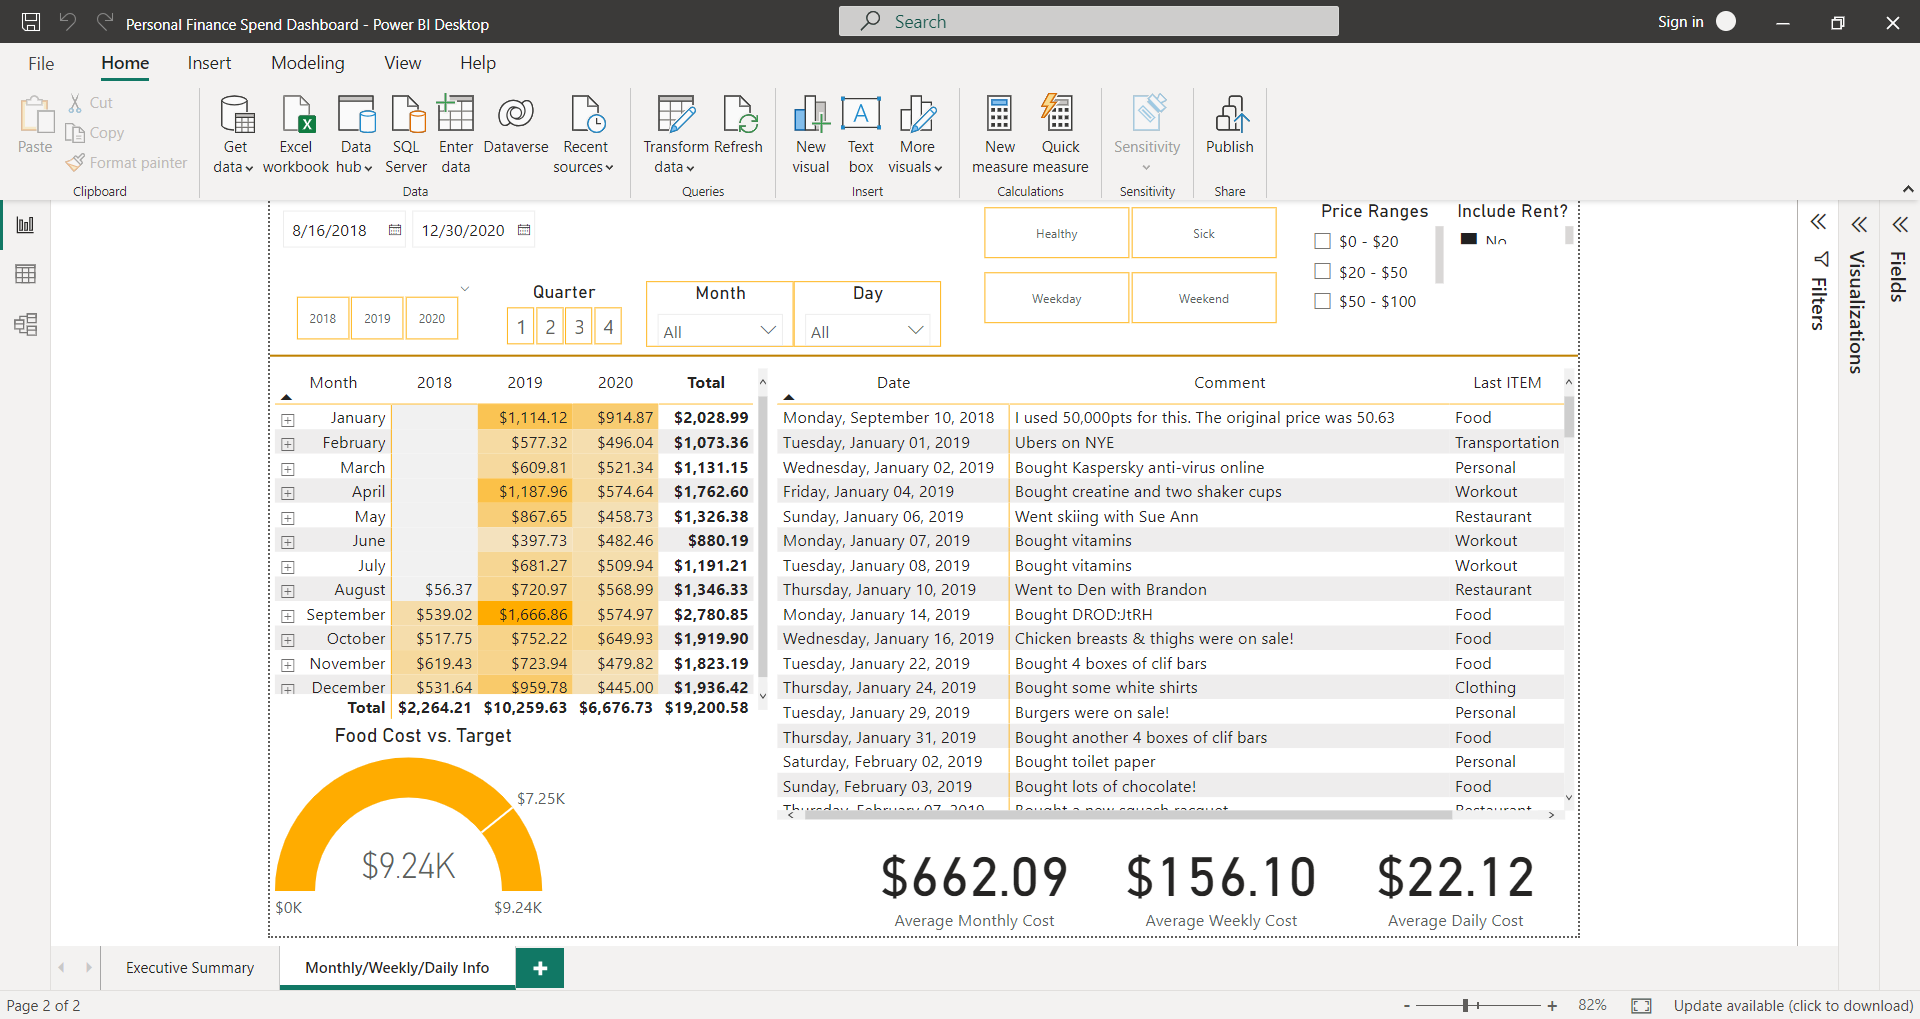 Personal Finance Spend Dashboard - Power BI Desktop
Search
Sign in
File Home Insert Modeling View Help
Paste
Cut
Copy
Format painter
Clipboard
Get data
Excel workbook
Data hub
SQL Server
Enter data
Dataverse
Recent sources
Data
Transform data
Refresh
Queries
New visual
Text box
More visuals
Insert
New measure
Quick measure
Calculations
Sensitivity
Sensitivity
Publish
Share
8/16/2018 12/30/2020
2018 2019 2020
Quarter
1 2 3 4
Month
All
Day
All
Healthy Sick
Weekday Weekend
Price Ranges
$0 - $20
$20 - $50
$50 - $100
Include Rent?
No
Filters
Visualizations
Fields
Month 2018 2019 2020 Total
January $1,114.12 $914.87 $2,028.99
February $577.32 $496.04 $1,073.36
March $609.81 $521.34 $1,131.15
April $1,187.96 $574.64 $1,762.60
May $867.65 $458.73 $1,326.38
June $397.73 $482.46 $880.19
July $681.27 $509.94 $1,191.21
August $56.37 $720.97 $568.99 $1,346.33
September $539.02 $1,666.86 $574.97 $2,780.85
October $517.75 $752.22 $649.93 $1,919.90
November $619.43 $723.94 $479.82 $1,823.19
December $531.64 $959.78 $445.00 $1,936.42
Total $2,264.21 $10,259.63 $6,676.73 $19,200.58
Date Comment Last ITEM
Monday, September 10, 2018 I used 50,000pts for this. The original price was 50.63 Food
Tuesday, January 01, 2019 Ubers on NYE Transportation
Wednesday, January 02, 2019 Bought Kaspersky anti-virus online Personal
Friday, January 04, 2019 Bought creatine and two shaker cups Workout
Sunday, January 06, 2019 Went skiing with Sue Ann Restaurant
Monday, January 07, 2019 Bought vitamins Workout
Tuesday, January 08, 2019 Bought vitamins Workout
Thursday, January 10, 2019 Went to Den with Brandon Restaurant
Monday, January 14, 2019 Bought DROD:JtRH Food
Wednesday, January 16, 2019 Chicken breasts & thighs were on sale! Food
Tuesday, January 22, 2019 Bought 4 boxes of clif bars Food
Thursday, January 24, 2019 Bought some white shirts Clothing
Tuesday, January 29, 2019 Burgers were on sale! Personal
Thursday, January 31, 2019 Bought another 4 boxes of clif bars Food
Saturday, February 02, 2019 Bought toilet paper Personal
Sunday, February 03, 2019 Bought lots of chocolate! Food
Thursday, February 07, 2019 Bought a new squash racquet Restaurant
Food Cost vs. Target
$7.25K
$9.24K
$0K $9.24K
$662.09 $156.10 $22.12
Average Monthly Cost Average Weekly Cost Average Daily Cost
Executive Summary Monthly/Weekly/Daily Info +
Page 2 of 2
- + 82% Update available (click to download)